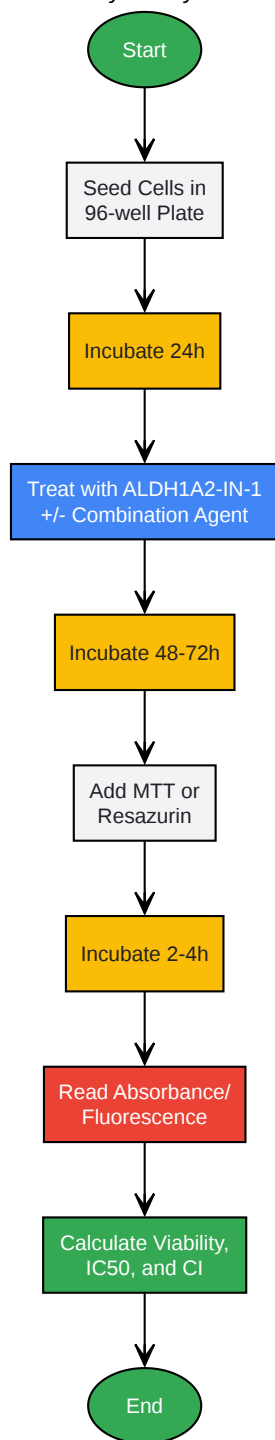 Start
Seed Cells in
96-well Plate
Incubate 24h
Treat with ALDH1A2-IN-1
+/- Combination Agent
Incubate 48-72h
Add MTT or
Resazurin
Incubate 2-4h
Read Absorbance/
Fluorescence
Calculate Viability,
IC50, and CI
End